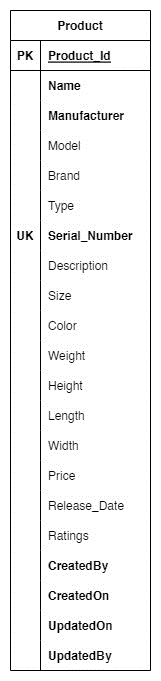 Product
PK Product_Id
Name
Manufacturer
Model
Brand
Type
UK Serial_Number
Description
Size
Color
Weight
Height
Length
Width
Price
Release_Date
Ratings
CreatedBy
CreatedOn
UpdatedOn
UpdatedBy